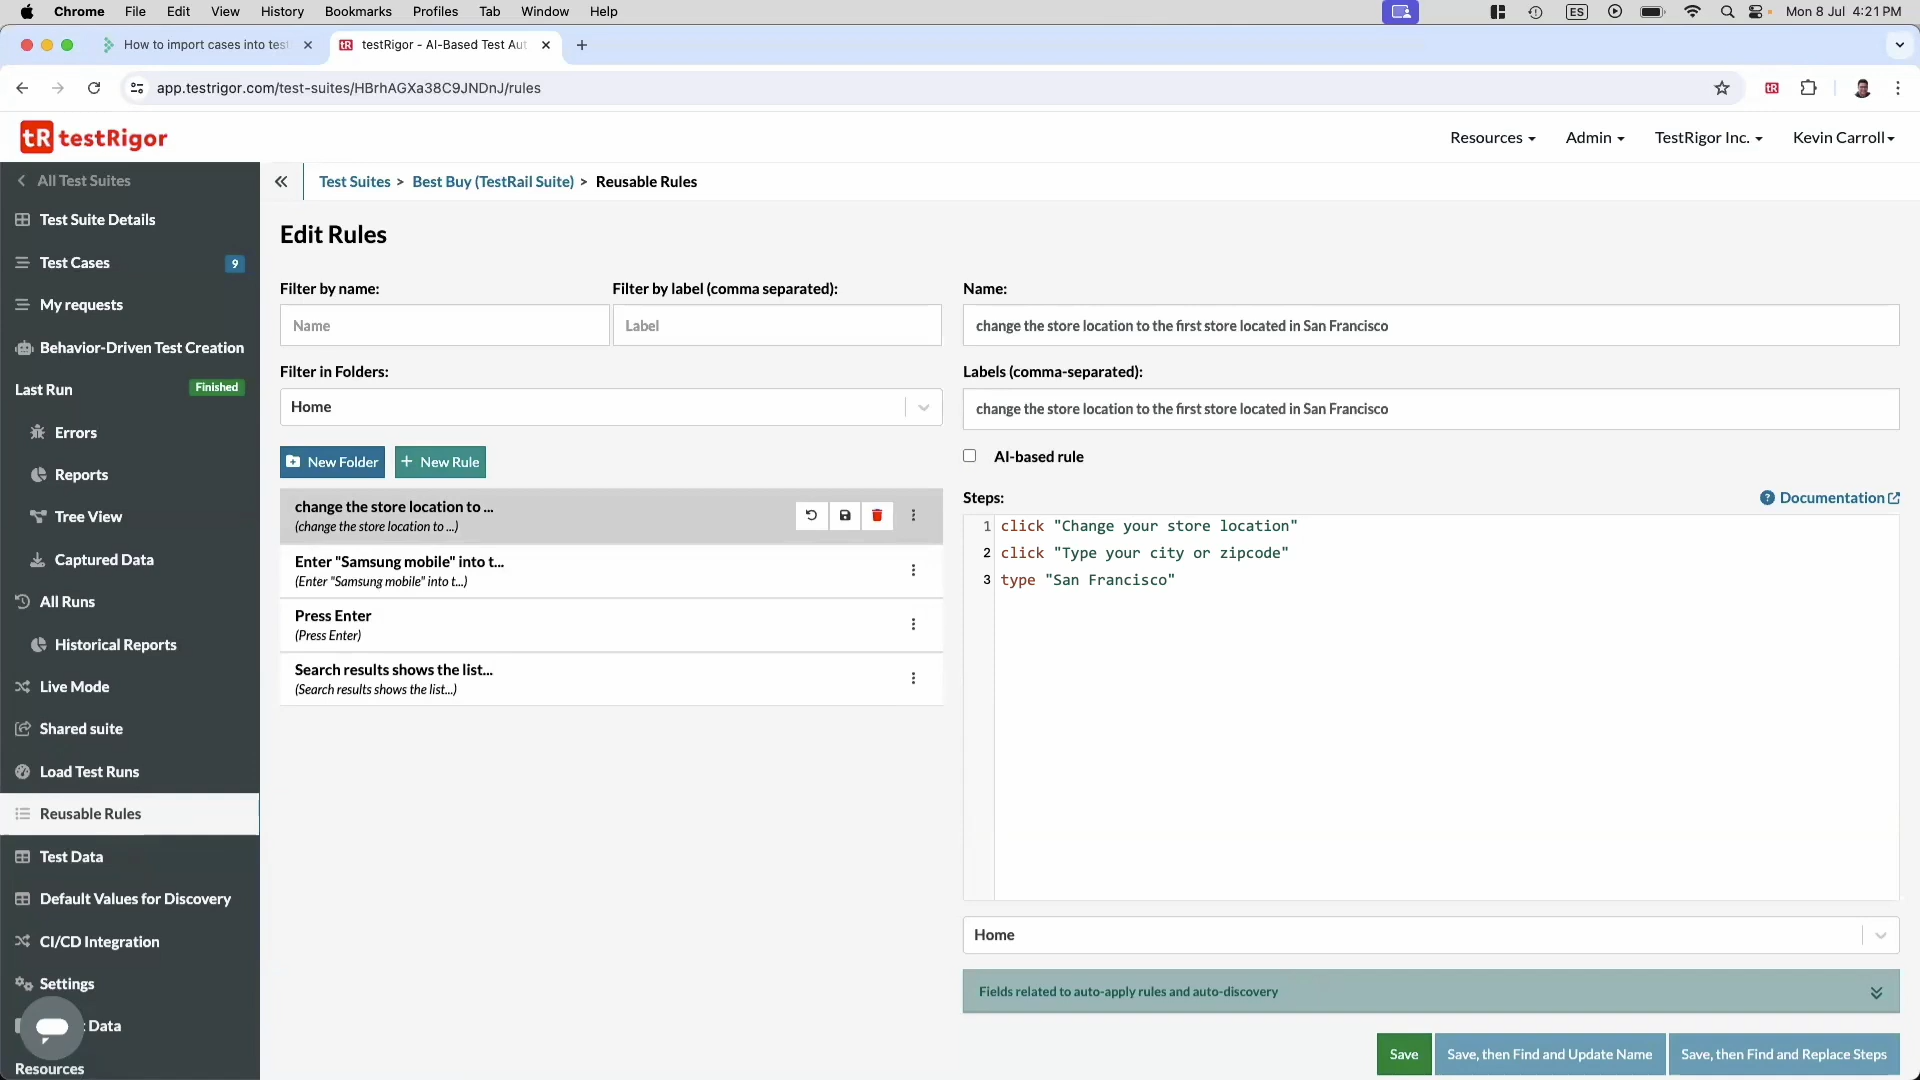 Chrome File Edit View History Bookmarks Profiles Tab Window Help ES Mon 8 Jul 4:21 PM
How to import cases into test
tR testRigor - AI-Based Test Aut
app.testrigor.com/test-suites/HBrhAGXa38C9JNDnJ/rules
tR
tR testRigor
Resources Admin TestRigor Inc. Kevin Carroll
All Test Suites
Test Suite Details
Test Cases 9
My requests
Behavior-Driven Test Creation
Last Run Finished
Errors
Reports
Tree View
Captured Data
All Runs
Historical Reports
Live Mode
Shared suite
Load Test Runs
Reusable Rules
Test Data
Default Values for Discovery
CI/CD Integration
Settings
Data
Resources
Test Suites > Best Buy (TestRail Suite) > Reusable Rules
Edit Rules
Filter by name: Filter by label (comma separated):
Name Label
Filter in Folders:
Home
New Folder + New Rule
change the store location to ...
(change the store location to ...)
Enter "Samsung mobile" into t...
(Enter "Samsung mobile" into t...)
Press Enter
(Press Enter)
Search results shows the list...
(Search results shows the list...)
Name:
change the store location to the first store located in San Francisco
Labels (comma-separated):
change the store location to the first store located in San Francisco
AI-based rule
Steps: Documentation
1 click "Change your store location"
2 click "Type your city or zipcode"
3 type "San Francisco"
Home
Fields related to auto-apply rules and auto-discovery
Save Save, then Find and Update Name Save, then Find and Replace Steps